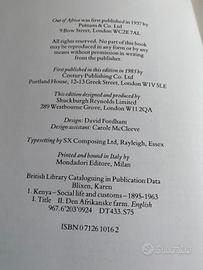 Out of Africa was first published in 1937 by
Putnam & Co. Ltd
9 Bow Street, London WC2E 7AL
All rights reserved. No part of this book
may be reproduced in any form or by any
means without permission in writing
from the publisher.
First published in this edition in 1985 by
Century Publishing Co. Ltd
Portland House, 12-13 Greek Street, London W1V 5LE
This edition designed and produced by
Shuckburgh Reynolds Limited
289 Westbourne Grove, London W11 2QA
Design: David Fordham
Design assistant: Carole McCleeve
Typesetting by SX Composing Ltd, Rayleigh, Essex
Printed and bound in Italy by
Mondadori Editore, Milan
British Library Cataloguing in Publication Data
Blixen, Karen
1. Kenya – Social life and customs – 1895-1963
I. Title II. Den Afrikanske farm. English
967.6'203'0924 DT433.575
ISBN 0 7126 1016 2
subito